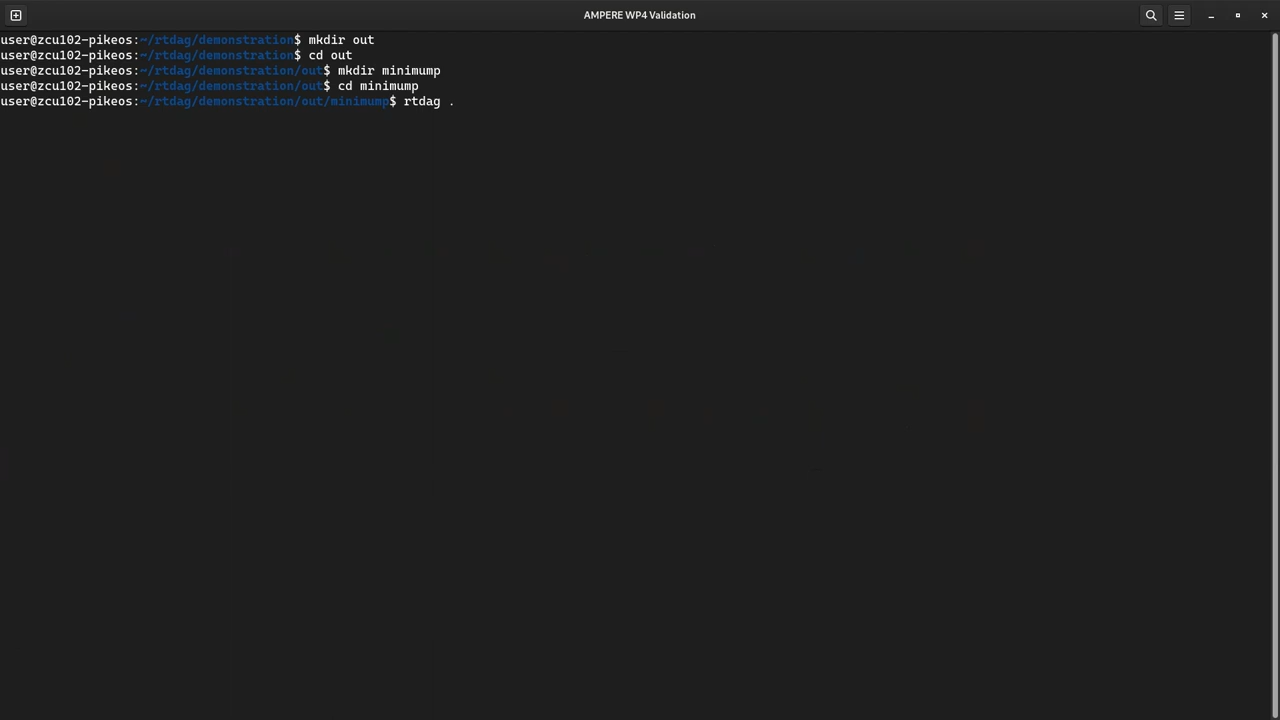 AMPERE WP4 Validation
user@zcu102-pikeos:~/rtdag/demonstration$ mkdir out
user@zcu102-pikeos:~/rtdag/demonstration$ cd out
user@zcu102-pikeos:~/rtdag/demonstration/out$ mkdir minimump
user@zcu102-pikeos:~/rtdag/demonstration/out$ cd minimump
user@zcu102-pikeos:~/rtdag/demonstration/out/minimump$ rtdag .